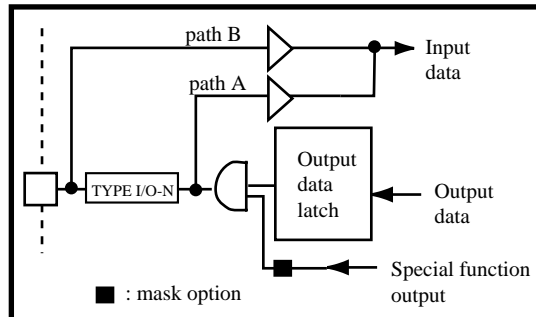 path B
Input
data
path A
TYPE I/O-N
Output
data
latch
Output
data
Special function
output
: mask option